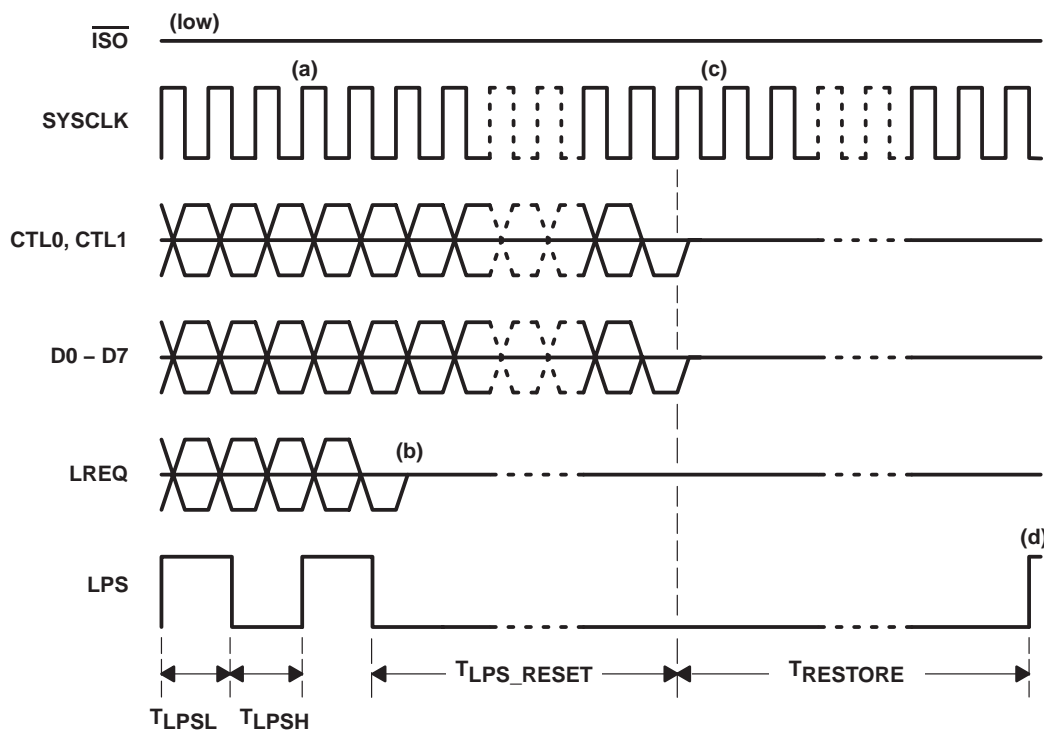 (low)
ISO
(a)
(c)
SYSCLK
CTL0, CTL1
D0 – D7
(b)
LREQ
(d)
LPS
TLPS_RESET
TRESTORE
TLPSL
TLPSH